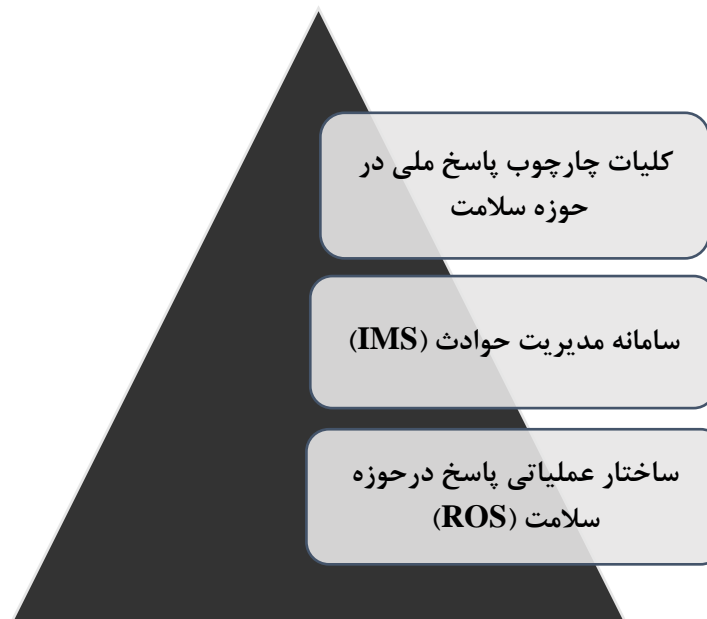 کلیات چارچوب پاسخ ملی در
حوزه سلامت
سامانه مدیریت حوادث (IMS)
ساختار عملیاتی پاسخ درحوزه
سلامت (ROS)